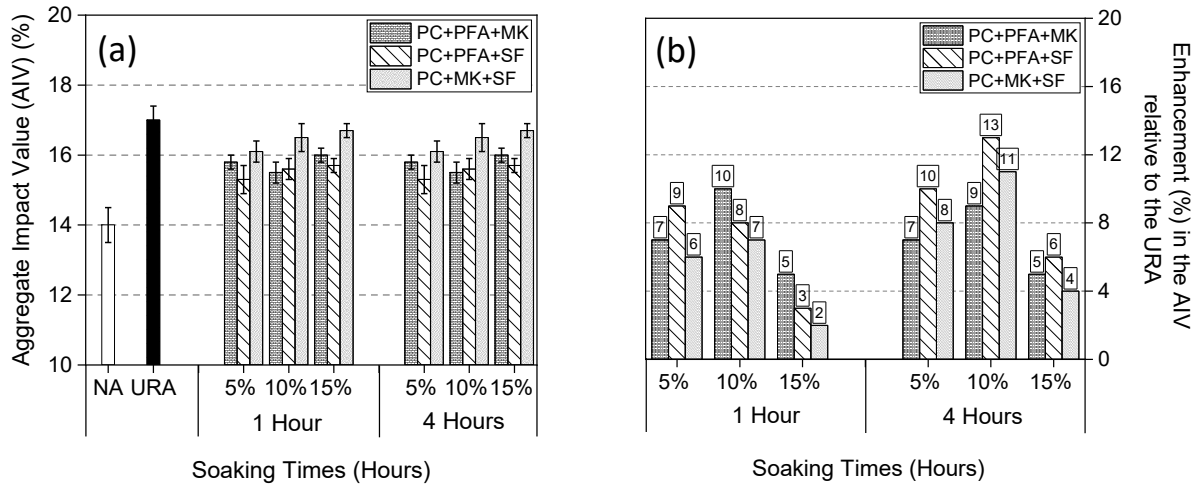 (a)
Aggregate Impact Value (AIV) (%)
20
18
16
14
12
10
PC+PFA+MK
PC+PFA+SF
PC+MK+SF
NA URA 5% 10% 15% 5% 10% 15%
1 Hour 4 Hours
Soaking Times (Hours)
(b)
PC+PFA+MK
PC+PFA+SF
PC+MK+SF
7 9 6 10 8 7 5 3 2 7 10 8 9 13 11 5 6 4
20
16
12
8
4
0
Enhancement (%) in the AIV
relative to the URA
5% 10% 15% 5% 10% 15%
1 Hour 4 Hours
Soaking Times (Hours)